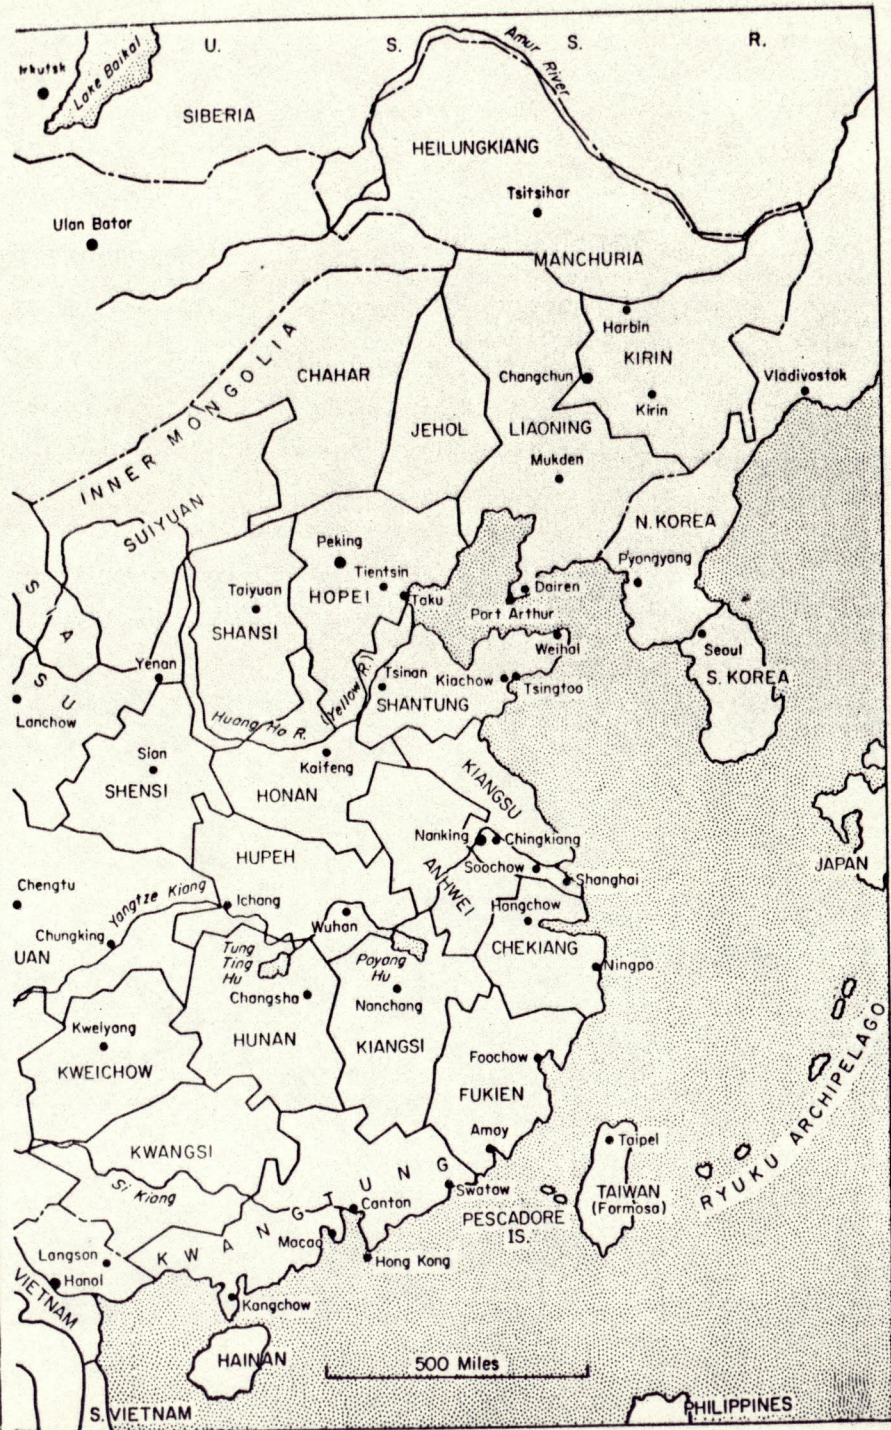 U. S. S. R.
Irkutsk
Lake Baikal
Amur River
SIBERIA
HEILUNGKIANG
Tsitsihar
Ulan Bator
MANCHURIA
Harbin
INNER MONGOLIA
CHAHAR
Changchun
KIRIN
Vladivostok
Kirin
JEHOL
LIAONING
Mukden
SUIYUAN
N. KOREA
Peking
Pyongyang
Tientsin
Dairen
S I A S U
Taiyuan
HOPEI
Taku
Port Arthur
SHANSI
Weihai
Seoul
Yenan
Tsinan
Kiachow
Tsingtao
S. KOREA
(Yellow R.)
SHANTUNG
Lanchow
Huang Ho R.
Sian
Kaifeng
KIANGSU
SHENSI
HONAN
Nanking
Chingkiang
HUPEH
JAPAN
ANHWEI
Soochow
Shanghai
Chengtu
Yangtze Kiang
Ichang
Hangchow
Wuhan
Chungking
CHEKIANG
UAN
Tung
Ting
Hu
Poyang
Hu
Ningpo
Changsha
Nanchang
Kweiyang
HUNAN
KIANGSI
Foochow
KWEICHOW
FUKIEN
RYUKU ARCHIPELAGO
Amoy
Taipei
KWANGSI
Si Kiang
KWANGTUNG
Swatow
TAIWAN
(Formosa)
Canton
PESCADORE
IS.
Macao
Langson
Hong Kong
Hanoi
VIETNAM
Kangchow
HAINAN
500 Miles
S. VIETNAM
PHILIPPINES